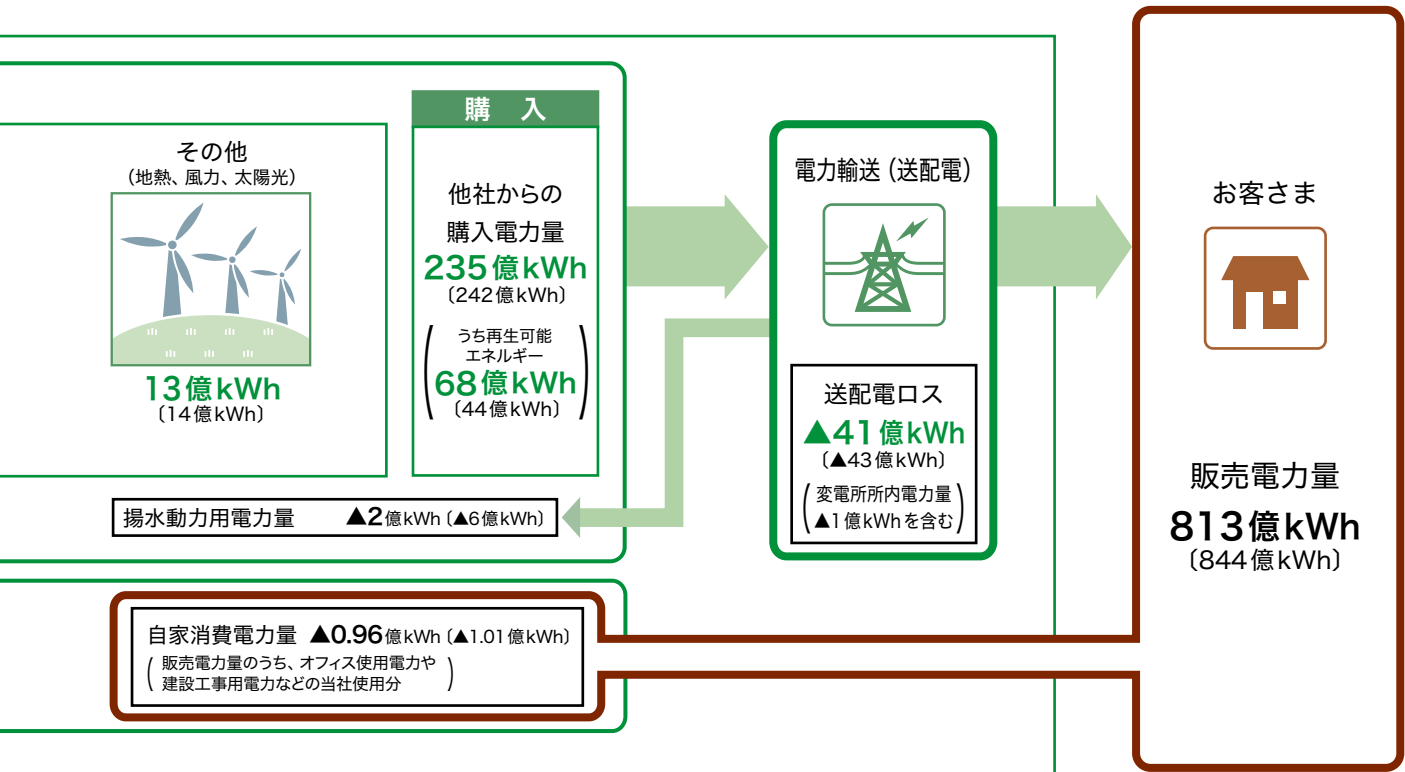 その他
(地熱、風力、太陽光)
13億kWh
〔14億kWh〕
購 入
他社からの
購入電力量
235億kWh
〔242億kWh〕
うち再生可能
エネルギー
68億kWh
〔44億kWh〕
揚水動力用電力量 ▲2億kWh〔▲6億kWh〕
電力輸送(送配電)
送配電ロス
▲41億kWh
〔▲43億kWh〕
変電所所内電力量
▲1億kWhを含む
お客さま
販売電力量
813億kWh
〔844億kWh〕
自家消費電力量 ▲0.96億kWh〔▲1.01億kWh〕
販売電力量のうち、オフィス使用電力や
建設工事用電力などの当社使用分